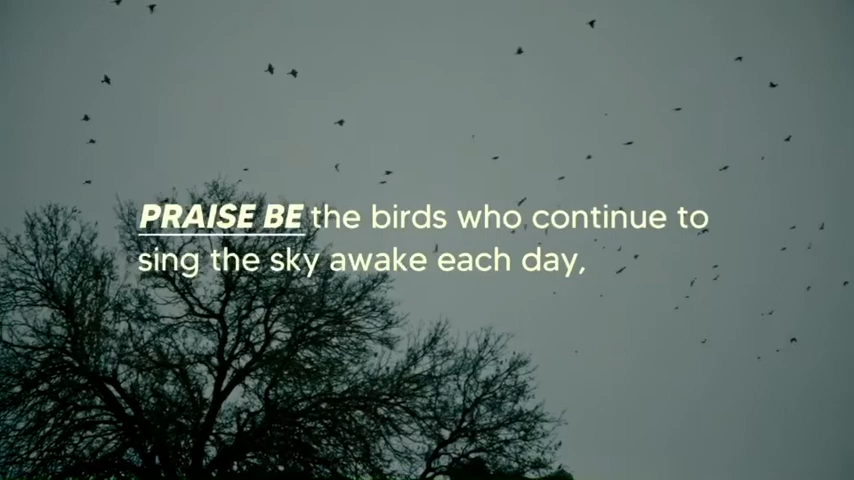 PRAISE BE the birds who continue to
sing the sky awake each day,